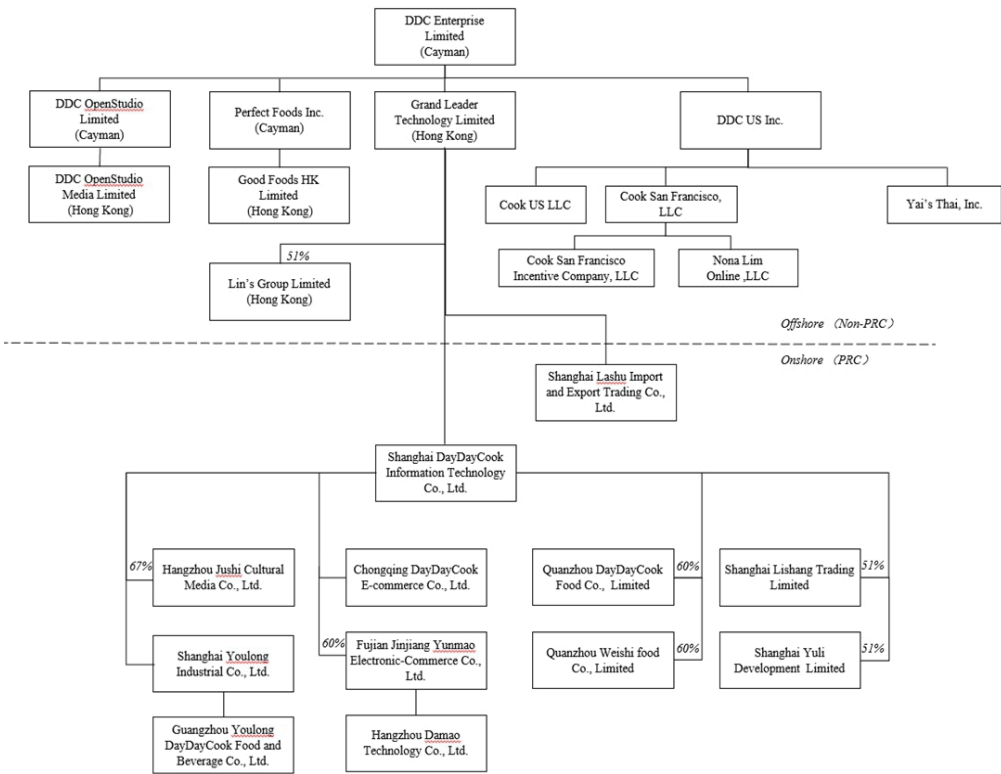 DDC Enterprise
Limited
(Cayman)
DDC OpenStudio
Limited
(Cayman)
Perfect Foods Inc.
(Cayman)
Grand Leader
Technology Limited
(Hong Kong)
DDC US Inc.
DDC OpenStudio
Media Limited
(Hong Kong)
Good Foods HK
Limited
(Hong Kong)
Cook US LLC
Cook San Francisco,
LLC
Yai's Thai, Inc.
Cook San Francisco
Incentive Company, LLC
Nona Lim
Online ,LLC
51%
Lin's Group Limited
(Hong Kong)
Offshore （Non-PRC）
Onshore （PRC）
Shanghai Lashu Import
and Export Trading Co.,
Ltd.
Shanghai DayDayCook
Information Technology
Co., Ltd.
67%
Hangzhou Jushi Cultural
Media Co., Ltd.
Chongqing DayDayCook
E-commerce Co., Ltd.
Quanzhou DayDayCook
Food Co., Limited
60%
Shanghai Lishang Trading
Limited
51%
Shanghai Youlong
Industrial Co., Ltd.
60%
Fujian Jinjiang Yunmao
Electronic-Commerce Co.,
Ltd.
Quanzhou Weishi food
Co., Limited
60%
Shanghai Yuli
Development Limited
51%
Guangzhou Youlong
DayDayCook Food and
Beverage Co., Ltd.
Hangzhou Damao
Technology Co., Ltd.